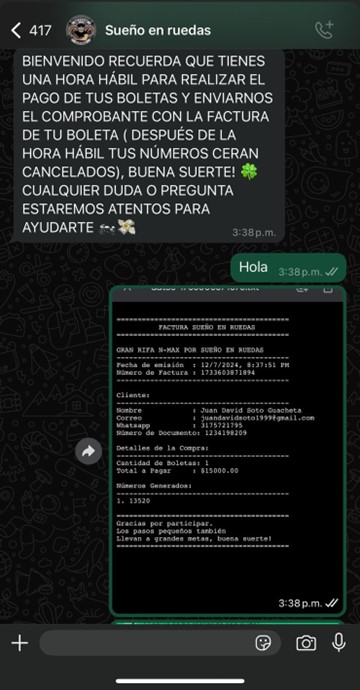 417
Sueño en ruedas
BIENVENIDO RECUERDA QUE TIENES
UNA HORA HÁBIL PARA REALIZAR EL
PAGO DE TUS BOLETAS Y ENVIARNOS
EL COMPROBANTE CON LA FACTURA
DE TU BOLETA ( DESPUÉS DE LA
HORA HÁBIL TUS NÚMEROS CERAN
CANCELADOS), BUENA SUERTE! 🍀
CUALQUIER DUDA O PREGUNTA
ESTAREMOS ATENTOS PARA
AYUDARTE 🏍️💸
3:38 p.m.
Hola 3:38 p.m.
FACTURA SUEÑO EN RUEDAS
GRAN RIFA N-MAX POR SUEÑO EN RUEDAS
Fecha de emisión : 12/7/2024, 8:37:51 PM
Número de Factura : 1733603871894
Cliente:
Nombre : Juan David Soto Guacheta
Correo : juandavidsoto1999@gmail.com
Whatsapp : 3175721795
Número de Documento: 1234198209
Detalles de la Compra:
Cantidad de Boletas: 1
Total a Pagar : $15000.00
Números Generados:
1. 13520
Gracias por participar.
Los pasos pequeños también
Llevan a grandes metas, buena suerte!
3:38 p.m.